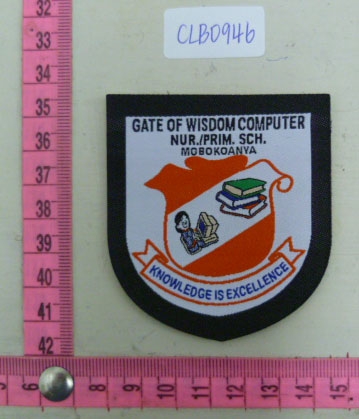 CLB0946
GATE OF WISDOM COMPUTER
NUR./PRIM. SCH.
MOBOKOANYA
KNOWLEDGE IS EXCELLENCE
32
33
34
35
36
37
38
39
40
41
42
5 6 8 9 10 11 12 13 14 15